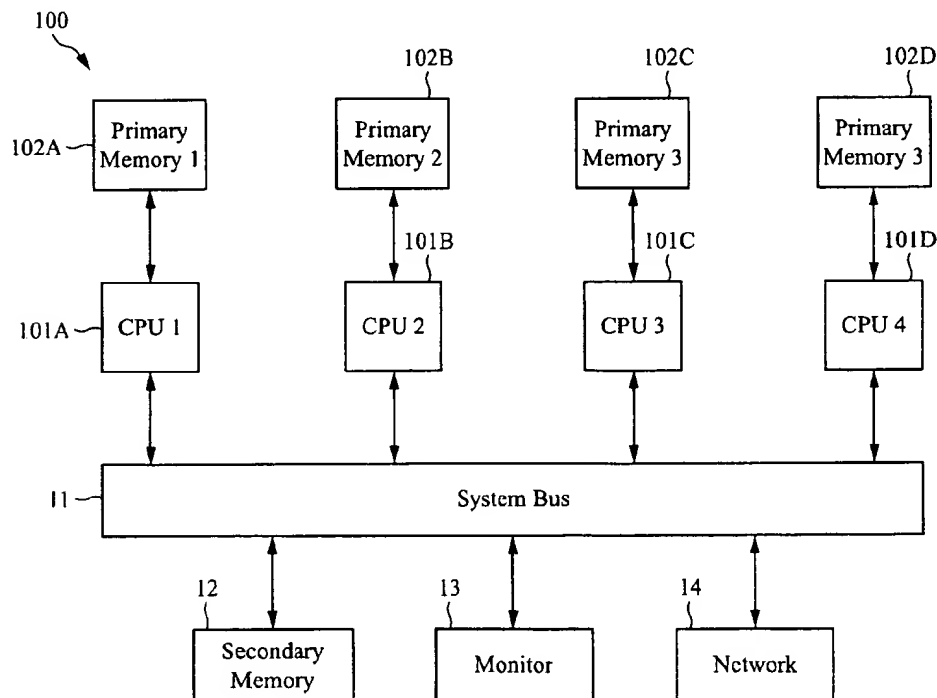 100
102B
102C
102D
Primary
Memory 1
Primary
Memory 2
Primary
Memory 3
Primary
Memory 3
102A
101B
101C
101D
101A
CPU 1
CPU 2
CPU 3
CPU 4
11
System Bus
12
13
14
Secondary
Memory
Monitor
Network